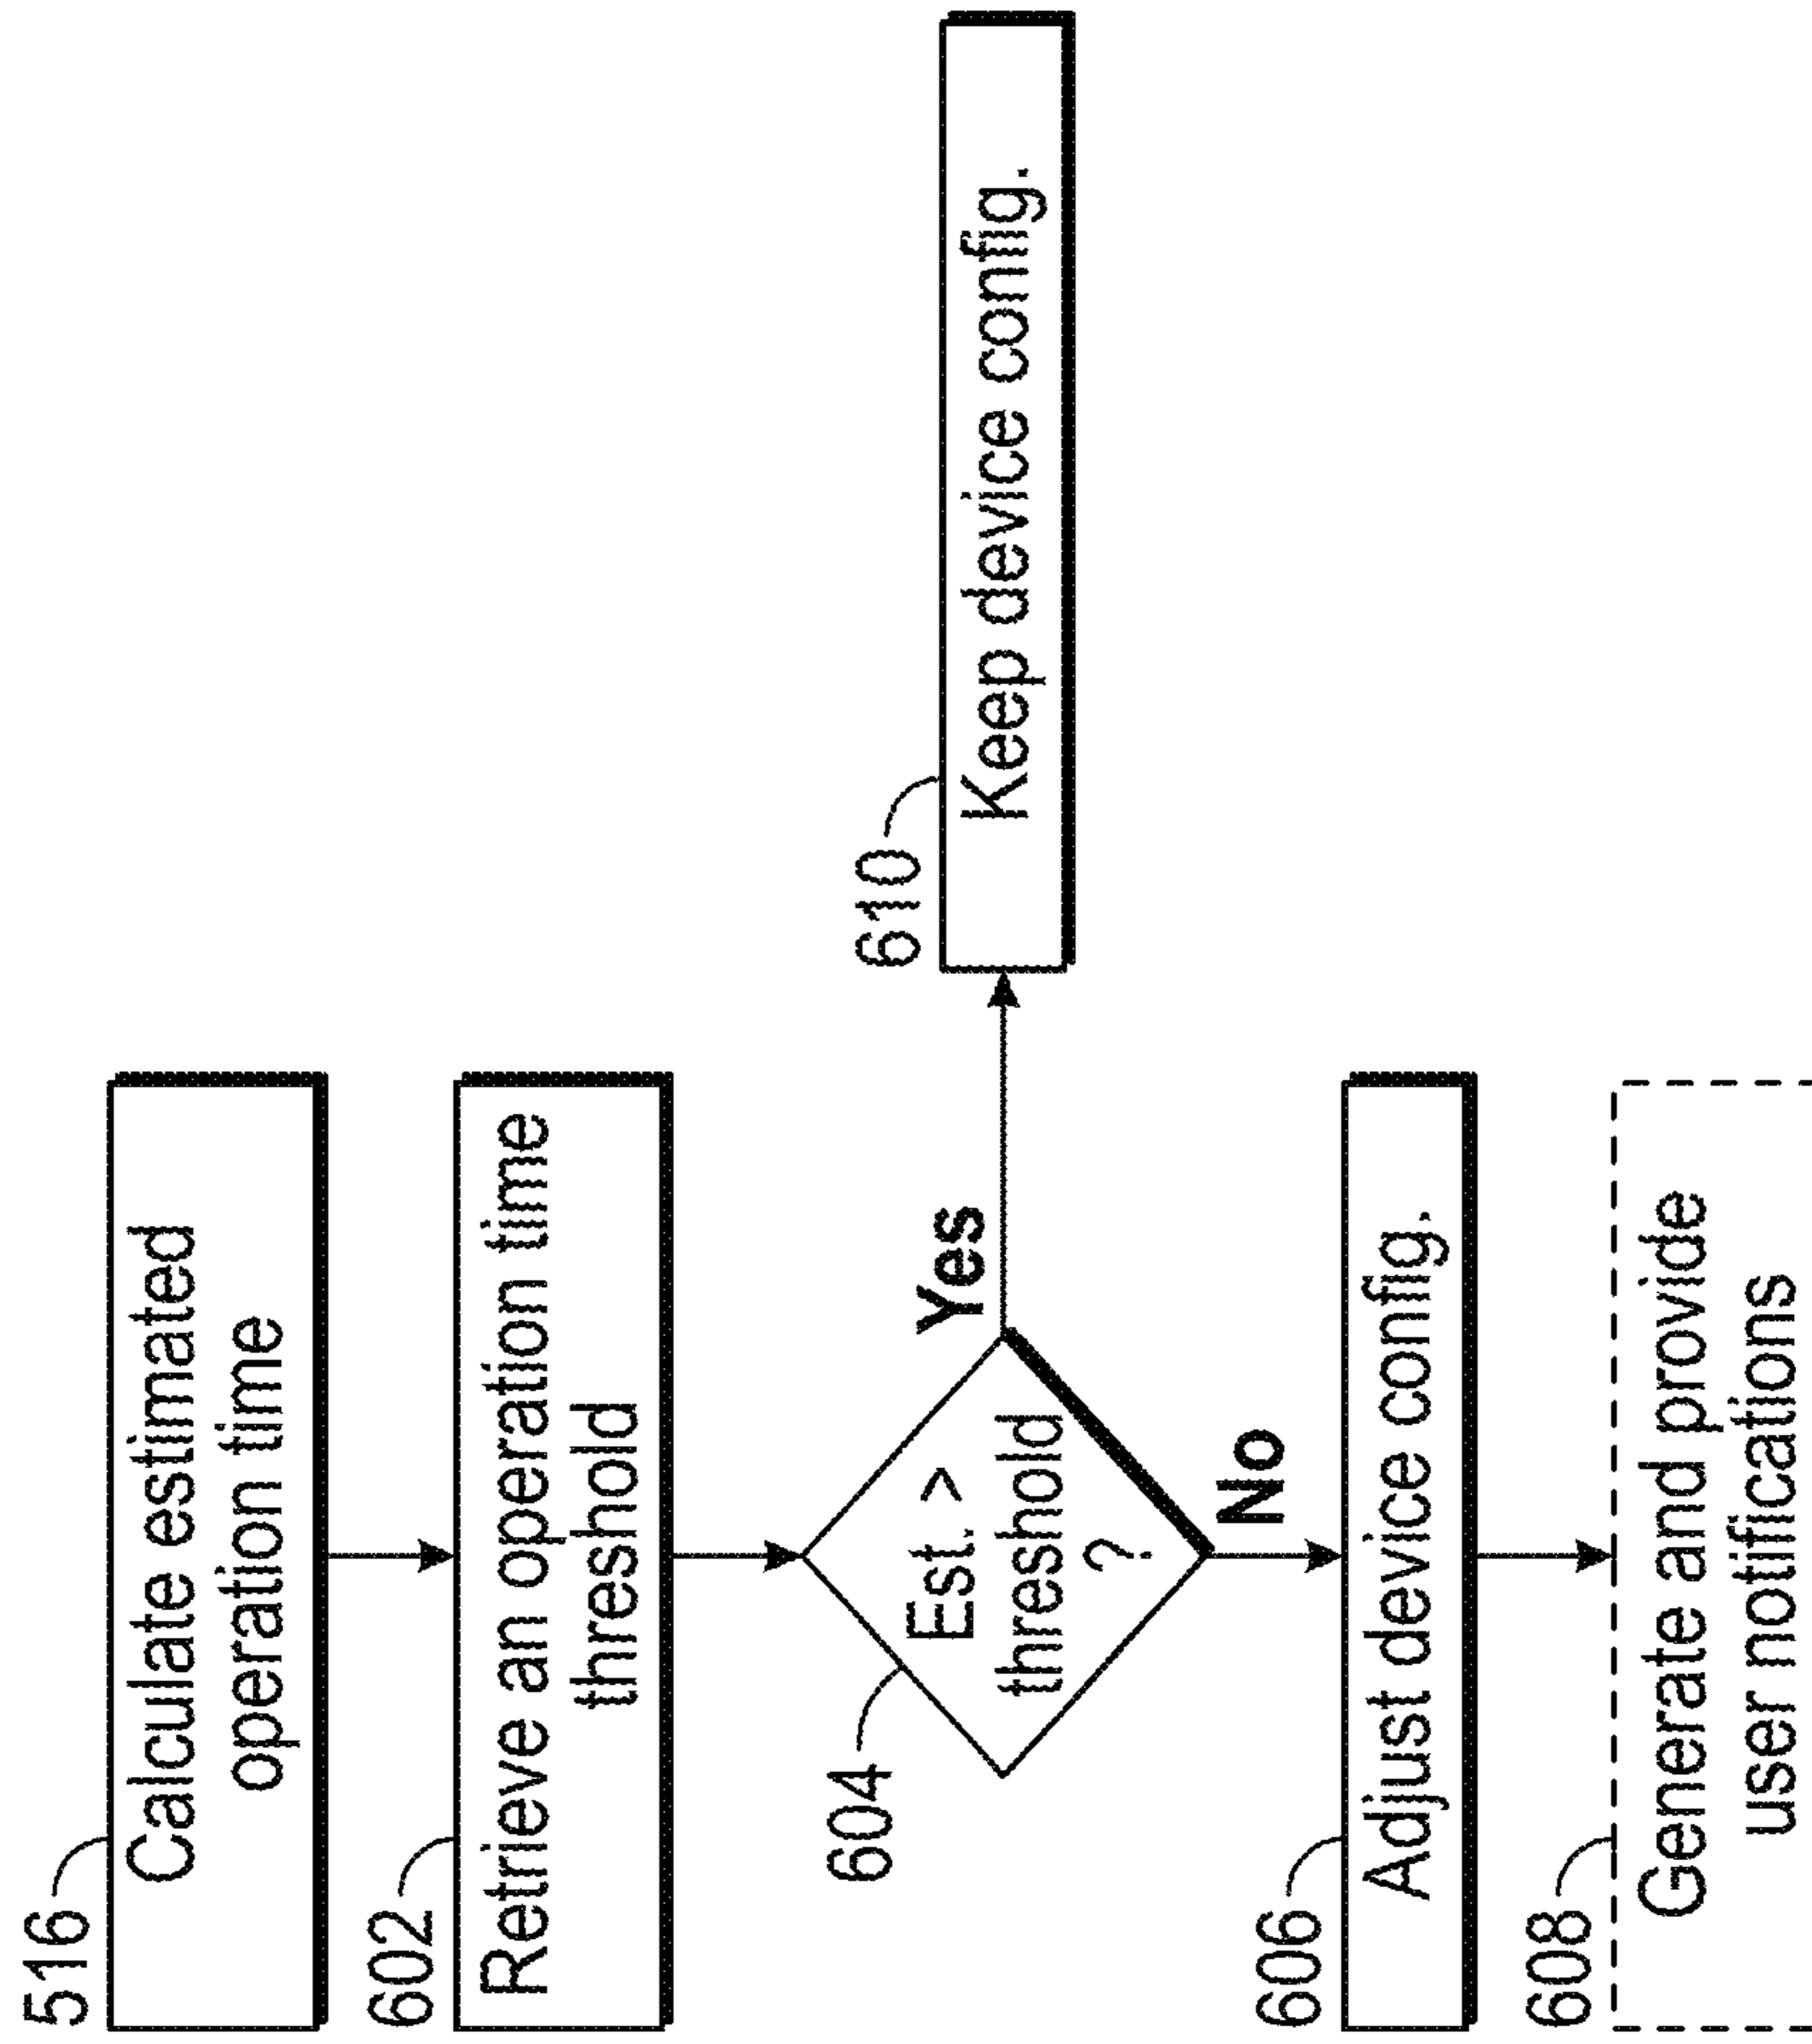 516
Calculate estimated
operation time
602
Retrieve an operation time
threshold
604
Est. >
threshold
?
Yes
610
Keep device config.
No
606
Adjust device config.
608
Generate and provide
user notifications